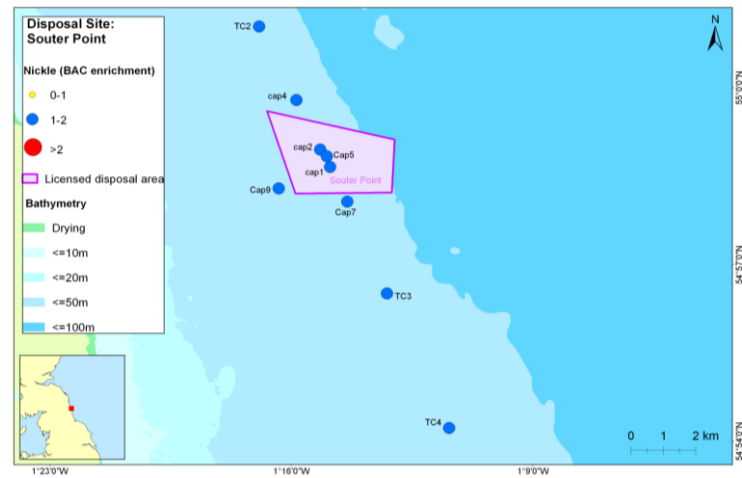 Disposal Site:
Souter Point
Nickle (BAC enrichment)
0-1
1-2
>2
Licensed disposal area
Bathymetry
Drying
<=10m
<=20m
<=50m
<=100m
TC2
cap4
cap2
Cap5
cap1
Souter Point
Cap9
Cap7
TC3
TC4
N
55°0'0"N
54°57'0"N
54°54'0"N
0 1 2 km
1°23'0"W 1°16'0"W 1°9'0"W